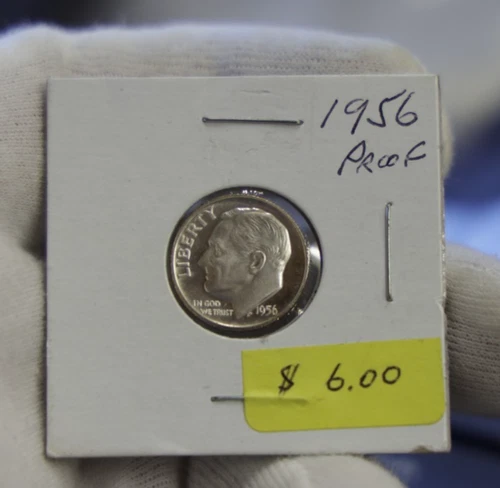 1956
PROOF
LIBERTY
IN GOD
WE TRUST
1956
$ 6.00